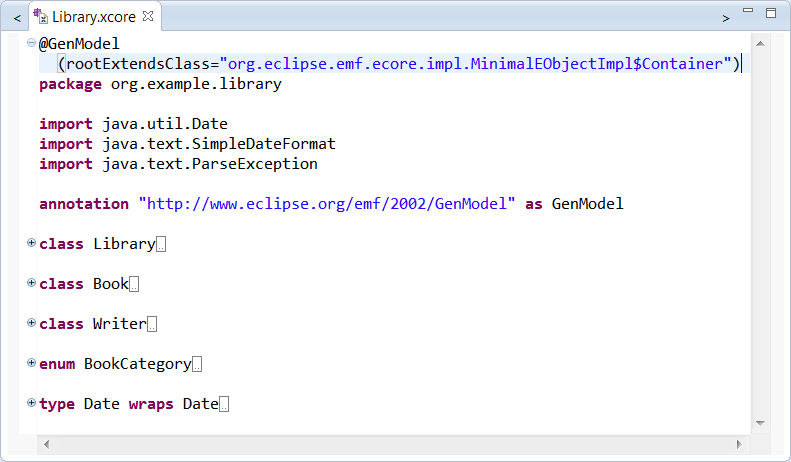 Library.xcore
@GenModel
(rootExtendsClass="org.eclipse.emf.ecore.impl.MinimalEObjectImpl$Container")
package org.example.library
import java.util.Date
import java.text.SimpleDateFormat
import java.text.ParseException
annotation "http://www.eclipse.org/emf/2002/GenModel" as GenModel
class Library..
class Book..
class Writer..
enum BookCategory..
type Date wraps Date..